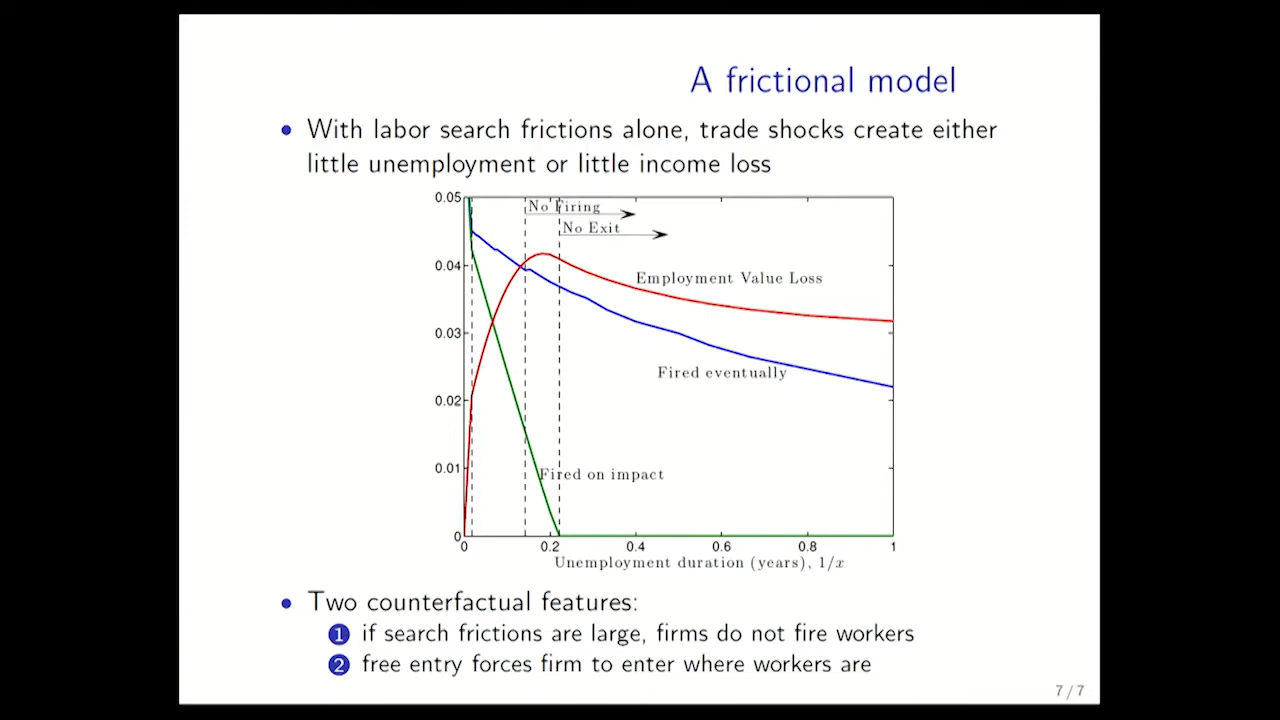 A frictional model
• With labor search frictions alone, trade shocks create either
little unemployment or little income loss
0.05
No Firing
No Exit
0.04
Employment Value Loss
0.03
Fired eventually
0.02
0.01
Fired on impact
0
0 0.2 0.4 0.6 0.8 1
Unemployment duration (years), 1/x
• Two counterfactual features:
1 if search frictions are large, firms do not fire workers
2 free entry forces firm to enter where workers are
7 / 7